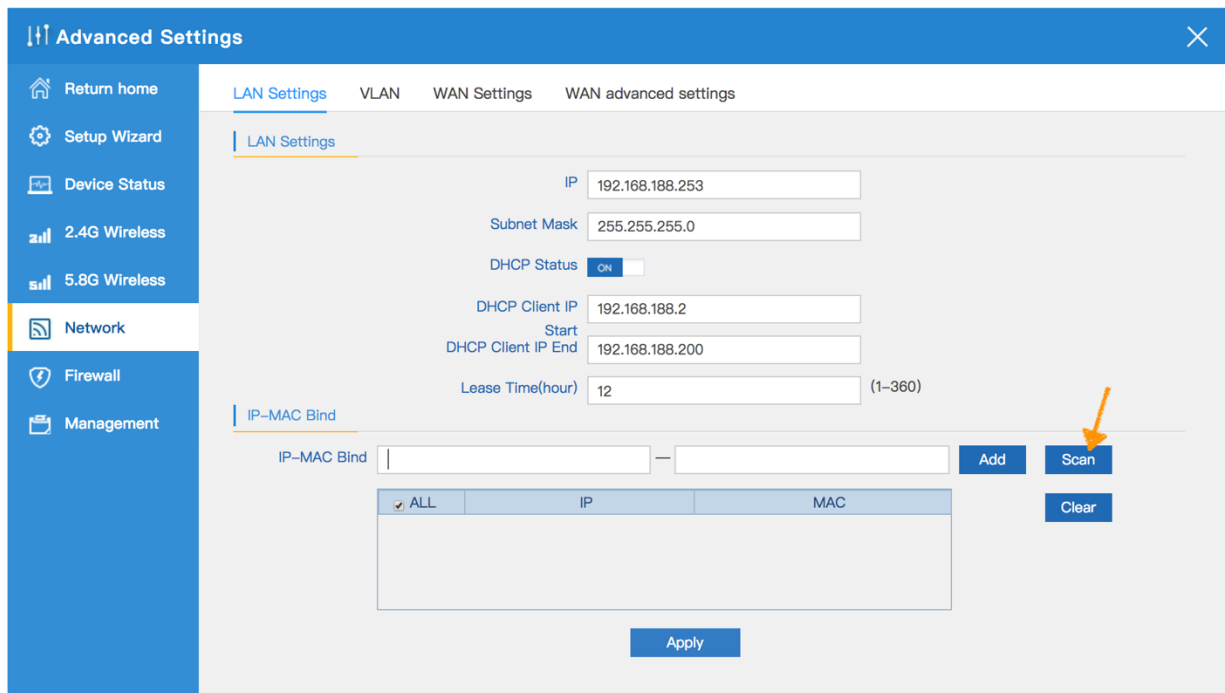 Advanced Settings
Return home
Setup Wizard
Device Status
2.4G Wireless
5.8G Wireless
Network
Firewall
Management
LAN Settings VLAN WAN Settings WAN advanced settings
LAN Settings
IP 192.168.188.253
Subnet Mask 255.255.255.0
DHCP Status ON
DHCP Client IP Start 192.168.188.2
DHCP Client IP End 192.168.188.200
Lease Time(hour) 12 (1-360)
IP-MAC Bind
IP-MAC Bind — Add Scan
ALL IP MAC
Clear
Apply